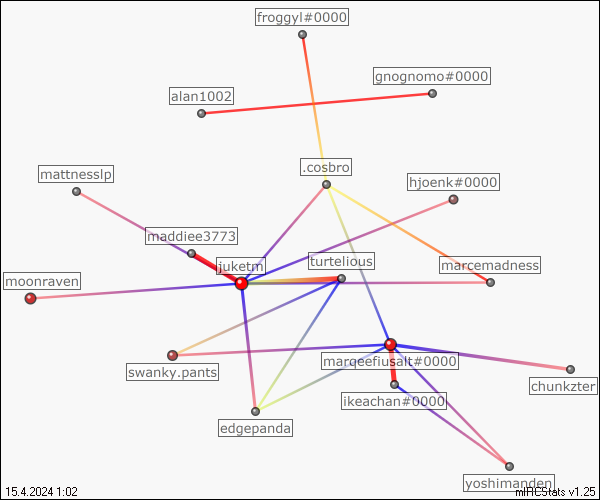 froggyl#0000
gnognomo#0000
alan1002
.cosbro
mattnesslp
hjoenk#0000
maddiee3773
turtelious
juketm
marcemadness
moonraven
marqeefiusalt#0000
swanky.pants
chunkzter
ikeachan#0000
edgepanda
yoshimanden
15.4.2024 1:02
mIRCStats v1.25